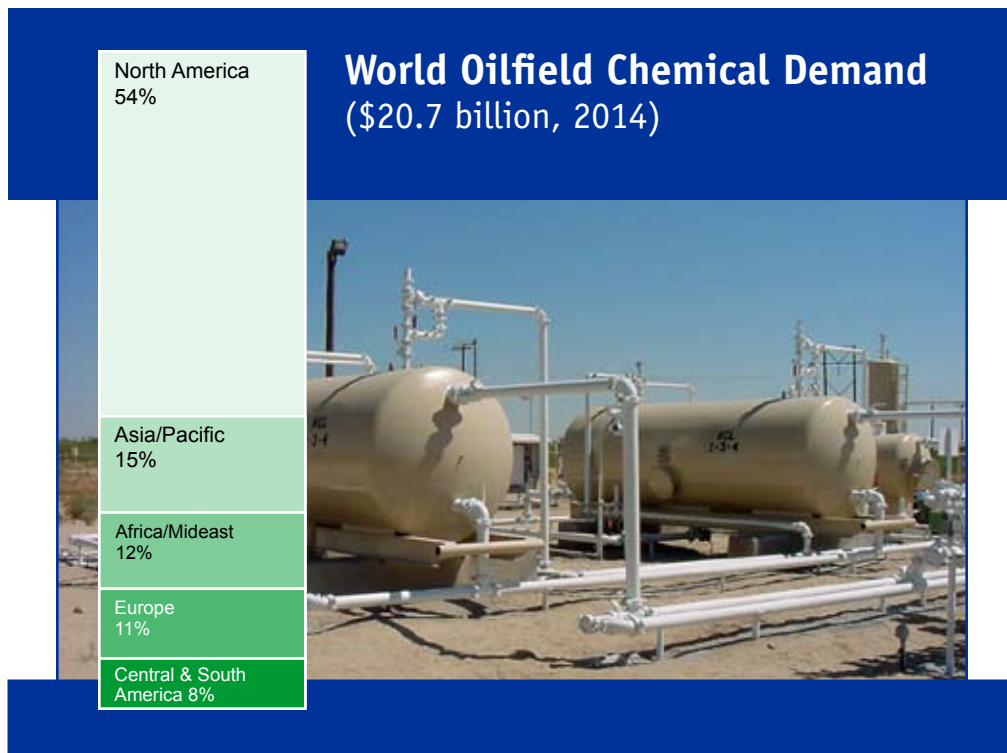 World Oilfield Chemical Demand
($20.7 billion, 2014)
North America
54%
Asia/Pacific
15%
Africa/Mideast
12%
Europe
11%
Central & South
America 8%